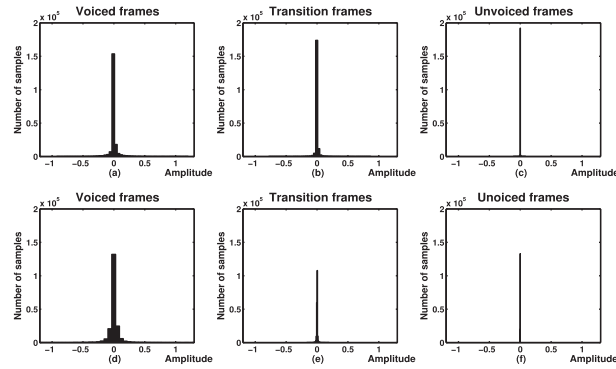 Voiced frames
Transition frames
Unvoiced frames
x 10^5
x 10^5
x 10^5
2
1.5
1
0.5
0
2
1.5
1
0.5
0
2
1.5
1
0.5
0
Number of samples
Number of samples
Number of samples
−1 −0.5 0 0.5 1
−1 −0.5 0 0.5 1
−1 −0.5 0 0.5 1
(a) Amplitude
(b) Amplitude
(c) Amplitude
Voiced frames
Transition frames
Unoiced frames
x 10^5
x 10^5
x 10^5
2
1.5
1
0.5
0
2
1.5
1
0.5
0
2
1.5
1
0.5
0
Number of samples
Number of samples
Number of samples
−1 −0.5 0 0.5 1
−1 −0.5 0 0.5 1
−1 −0.5 0 0.5 1
(d) Amplitude
(e) Amplitude
(f) Amplitude